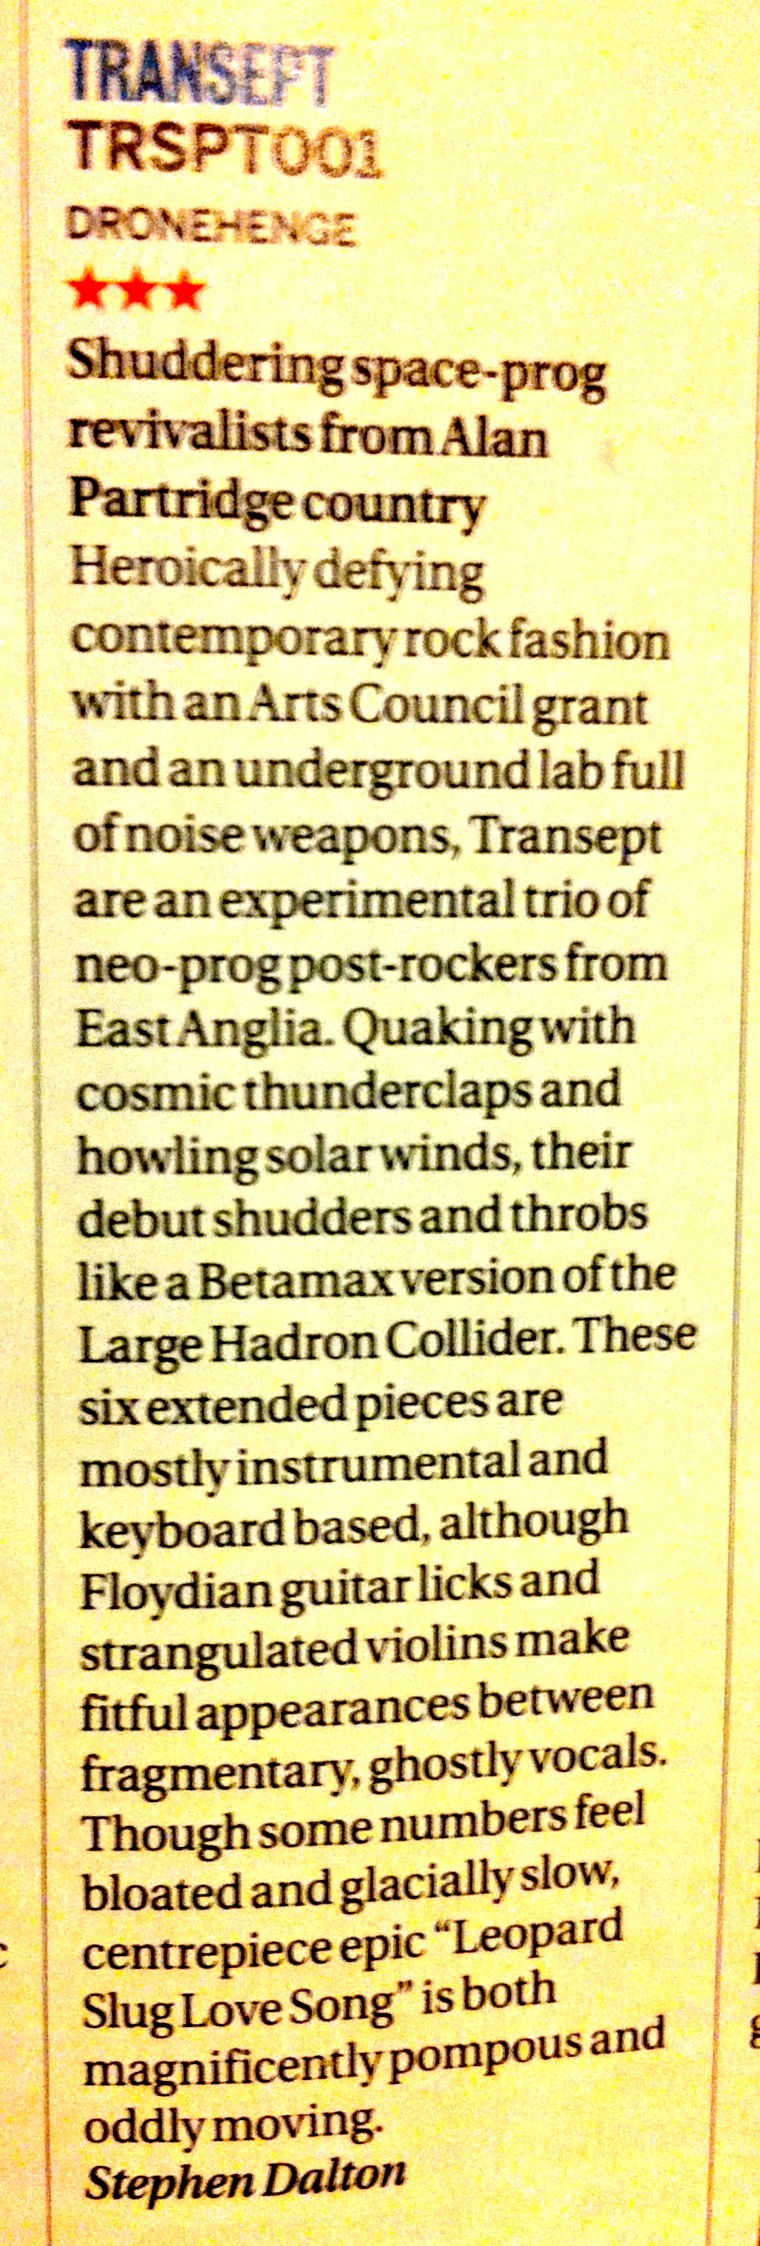 TRANSEPT
TRSPT001
DRONEHENGE
★★★
Shuddering space-prog
revivalists from Alan
Partridge country
Heroically defying
contemporary rock fashion
with an Arts Council grant
and an underground lab full
of noise weapons, Transept
are an experimental trio of
neo-prog post-rockers from
East Anglia. Quaking with
cosmic thunderclaps and
howling solar winds, their
debut shudders and throbs
like a Betamax version of the
Large Hadron Collider. These
six extended pieces are
mostly instrumental and
keyboard based, although
Floydian guitar licks and
strangulated violins make
fitful appearances between
fragmentary, ghostly vocals.
Though some numbers feel
bloated and glacially slow,
centrepiece epic “Leopard
Slug Love Song” is both
magnificently pompous and
oddly moving.
Stephen Dalton